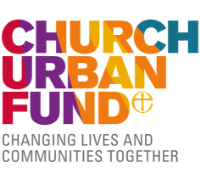 CHURCH
URBAN
FUND
CHANGING LIVES AND
COMMUNITIES TOGETHER